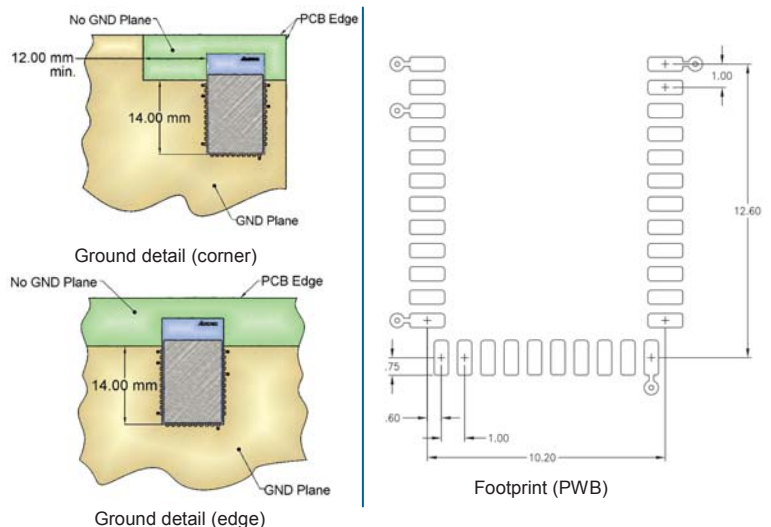 No GND Plane
PCB Edge
12.00 mm
min.
14.00 mm
GND Plane
Ground detail (corner)
No GND Plane
PCB Edge
14.00 mm
GND Plane
Ground detail (edge)
1.00
12.60
.75
.60
1.00
10.20
Footprint (PWB)